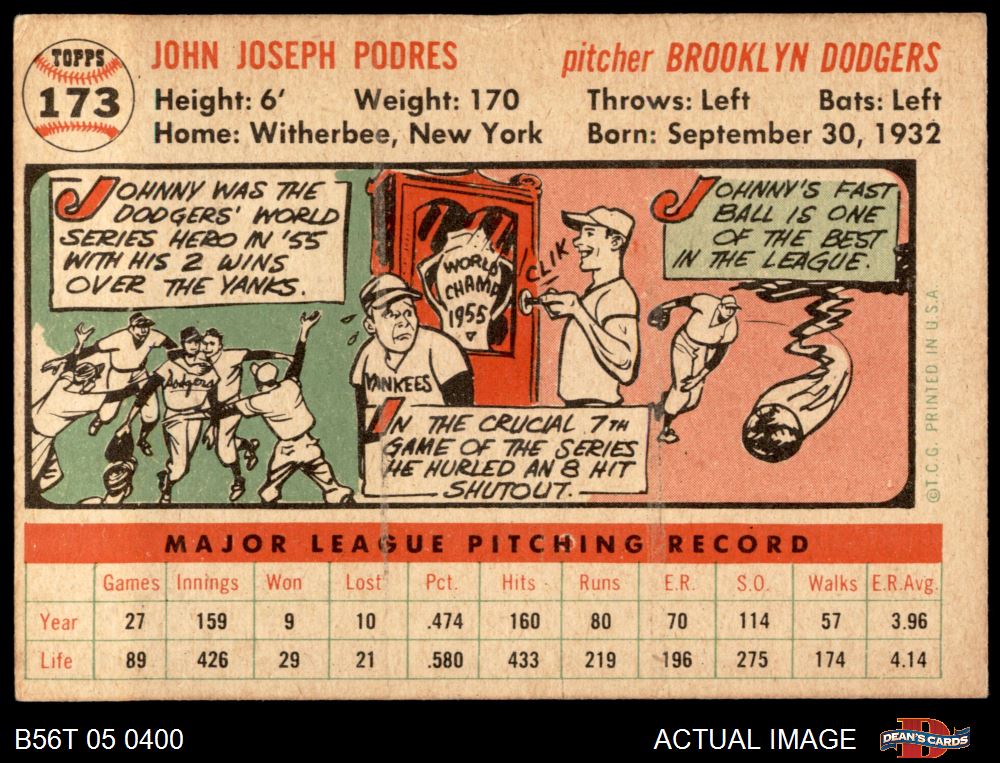 TOPPS
173
JOHN JOSEPH PODRES
pitcher BROOKLYN DODGERS
Height: 6' Weight: 170 Throws: Left Bats: Left
Home: Witherbee, New York Born: September 30, 1932
JOHNNY WAS THE
DODGERS' WORLD
SERIES HERO IN '55
WITH HIS 2 WINS
OVER THE YANKS.
Dodgers
WORLD
CHAMP
1955
CLIK
YANKEES
IN THE CRUCIAL 7TH
GAME OF THE SERIES
HE HURLED AN 8 HIT
SHUTOUT.
JOHNNY'S FAST
BALL IS ONE
OF THE BEST
IN THE LEAGUE.
©T.C.G. PRINTED IN U.S.A.
MAJOR LEAGUE PITCHING RECORD
Games Innings Won Lost Pct. Hits Runs E.R. S.O. Walks E.R.Avg.
Year 27 159 9 10 .474 160 80 70 114 57 3.96
Life 89 426 29 21 .580 433 219 196 275 174 4.14
B56T 05 0400
ACTUAL IMAGE
D
DEAN'S CARDS